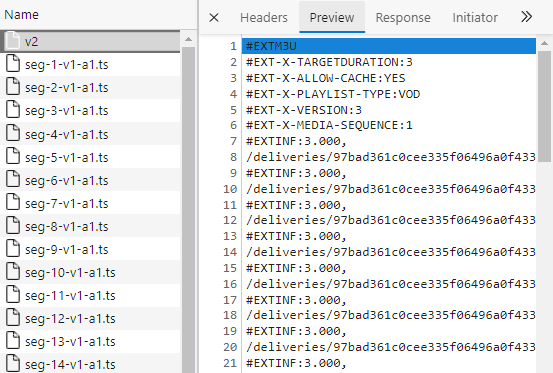 Name
v2
seg-1-v1-a1.ts
seg-2-v1-a1.ts
seg-3-v1-a1.ts
seg-4-v1-a1.ts
seg-5-v1-a1.ts
seg-6-v1-a1.ts
seg-7-v1-a1.ts
seg-8-v1-a1.ts
seg-9-v1-a1.ts
seg-10-v1-a1.ts
seg-11-v1-a1.ts
seg-12-v1-a1.ts
seg-13-v1-a1.ts
seg-14-v1-a1.ts
Headers Preview Response Initiator
1 #EXTM3U
2 #EXT-X-TARGETDURATION:3
3 #EXT-X-ALLOW-CACHE:YES
4 #EXT-X-PLAYLIST-TYPE:VOD
5 #EXT-X-VERSION:3
6 #EXT-X-MEDIA-SEQUENCE:1
7 #EXTINF:3.000,
8 /deliveries/97bad361c0cee335f06496a0f433
9 #EXTINF:3.000,
10 /deliveries/97bad361c0cee335f06496a0f433
11 #EXTINF:3.000,
12 /deliveries/97bad361c0cee335f06496a0f433
13 #EXTINF:3.000,
14 /deliveries/97bad361c0cee335f06496a0f433
15 #EXTINF:3.000,
16 /deliveries/97bad361c0cee335f06496a0f433
17 #EXTINF:3.000,
18 /deliveries/97bad361c0cee335f06496a0f433
19 #EXTINF:3.000,
20 /deliveries/97bad361c0cee335f06496a0f433
21 #EXTINF:3.000,